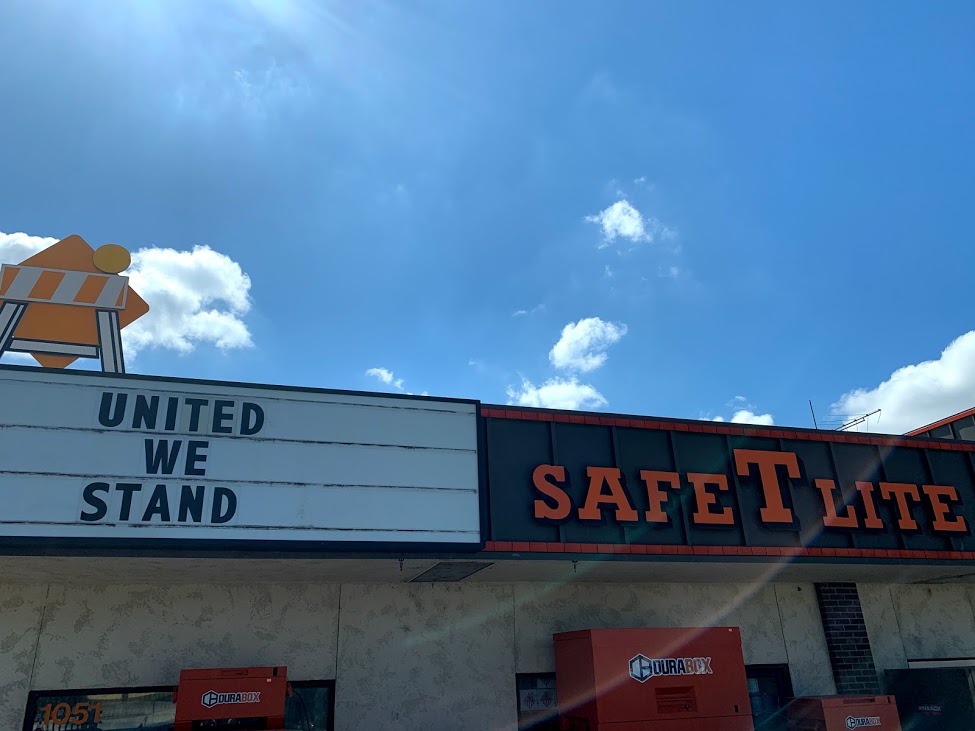 UNITED
WE
STAND
SAFETLITE
DURABOX
DURABOX
DURABOX
1051